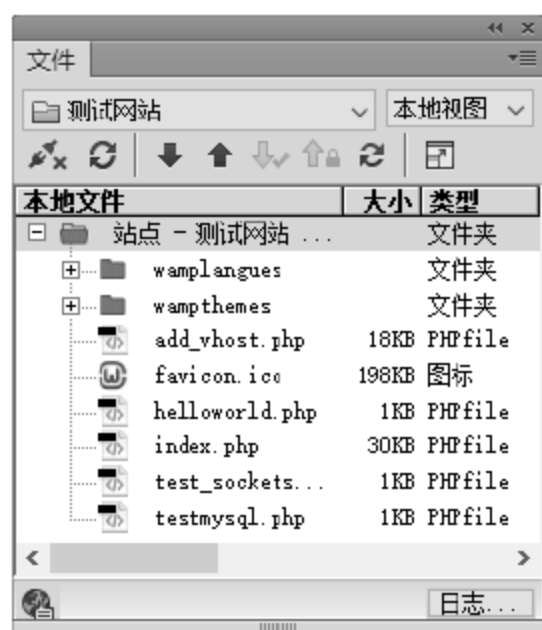 文件
测试网站 本地视图
本地文件 大小 类型
站点 - 测试网站 ... 文件夹
wamplangues 文件夹
wampthemes 文件夹
add_vhost.php 18KB PHPfile
favicon.ico 198KB 图标
helloworld.php 1KB PHPfile
index.php 30KB PHPfile
test_sockets... 1KB PHPfile
testmysql.php 1KB PHPfile
日志...